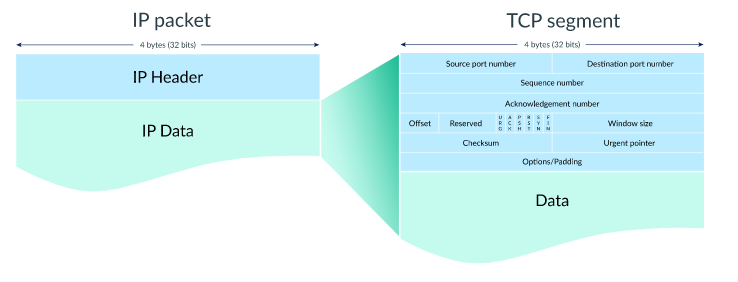 IP packet
4 bytes (32 bits)
IP Header
IP Data
TCP segment
4 bytes (32 bits)
Source port number
Destination port number
Sequence number
Acknowledgement number
Offset
Reserved
URG
ACK
PSH
RST
SYN
FIN
Window size
Checksum
Urgent pointer
Options/Padding
Data